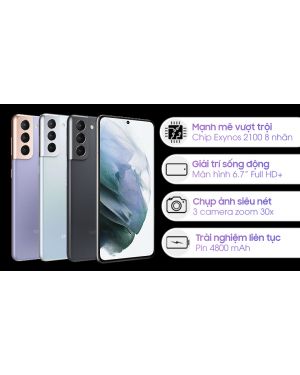 Mạnh mẽ vượt trội
Chip Exynos 2100 8 nhân
Giải trí sống động
Màn hình 6.7" Full HD+
Chụp ảnh siêu nét
3 camera zoom 30x
Trải nghiệm liên tục
Pin 4800 mAh